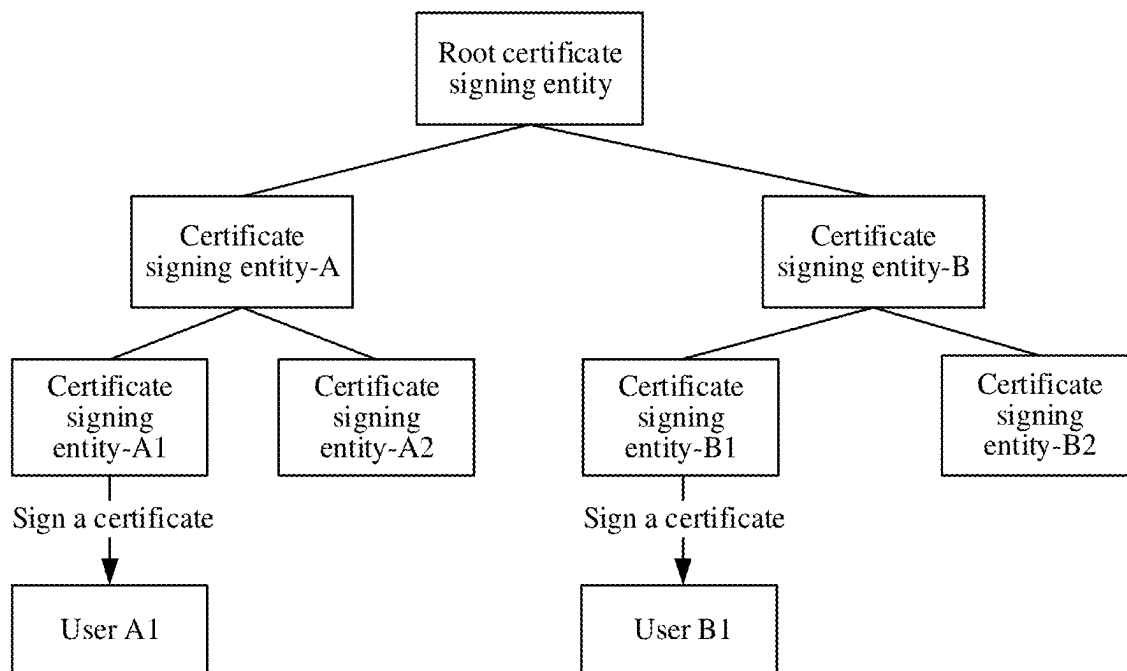 Root certificate
signing entity
Certificate
signing entity-A
Certificate
signing entity-B
Certificate
signing
entity-A1
Certificate
signing
entity-A2
Certificate
signing
entity-B1
Certificate
signing
entity-B2
Sign a certificate
Sign a certificate
User A1
User B1